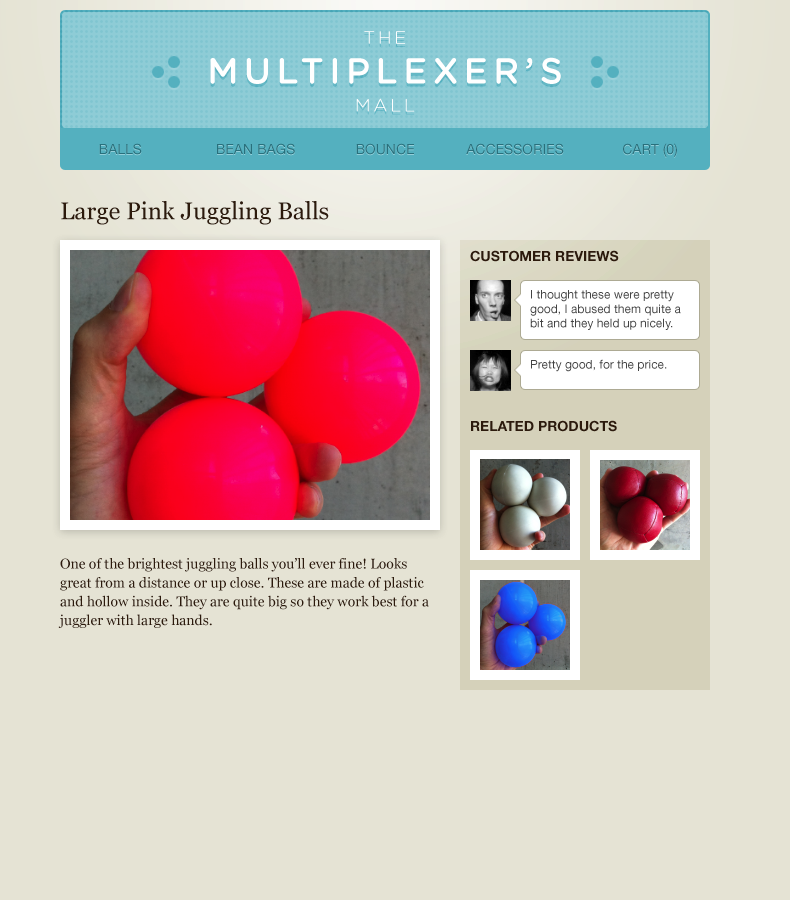 THE
MULTIPLEXER'S
MALL
BALLS
BEAN BAGS
BOUNCE
ACCESSORIES
CART (0)
Large Pink Juggling Balls
One of the brightest juggling balls you'll ever fine! Looks
great from a distance or up close. These are made of plastic
and hollow inside. They are quite big so they work best for a
juggler with large hands.
CUSTOMER REVIEWS
I thought these were pretty
good, I abused them quite a
bit and they held up nicely.
Pretty good, for the price.
RELATED PRODUCTS